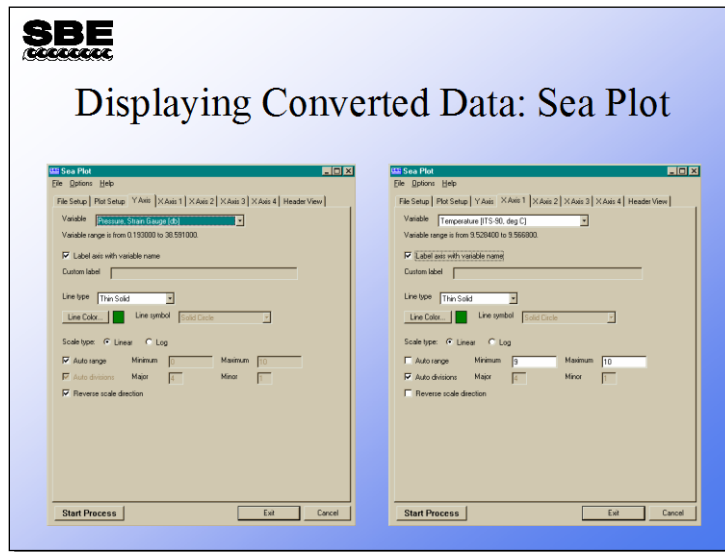 SBE
Displaying Converted Data: Sea Plot
Sea Plot
File Options Help
File Setup Plot Setup Y Axis X Axis 1 X Axis 2 X Axis 3 X Axis 4 Header View
Variable Pressure, Strain Gauge [db]
Variable range is from 0.193000 to 38.591000.
Label axis with variable name
Custom label
Line type Thin Solid
Line Color... Line symbol Solid Circle
Scale type: Linear Log
Auto range Minimum 0 Maximum 10
Auto divisions Major 4 Minor 1
Reverse scale direction
Start Process Exit Cancel
Sea Plot
File Options Help
File Setup Plot Setup Y Axis X Axis 1 X Axis 2 X Axis 3 X Axis 4 Header View
Variable Temperature [ITS-90, deg C]
Variable range is from 9.528400 to 9.566800.
Label axis with variable name
Custom label
Line type Thin Solid
Line Color... Line symbol Solid Circle
Scale type: Linear Log
Auto range Minimum 9 Maximum 10
Auto divisions Major 4 Minor 1
Reverse scale direction
Start Process Exit Cancel